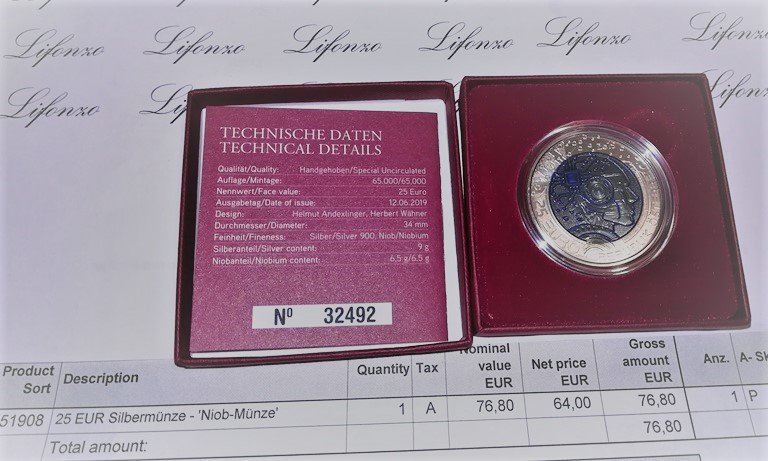 Lifonzo Lifonzo Lifonzo Lifonzo Lifonzo Lifonzo
Lifonzo
TECHNISCHE DATEN
TECHNICAL DETAILS
Qualität/Quality: Handgehoben/Special Uncirculated
Auflage/Mintage: 65.000/65.000
Nennwert/Face value: 25 Euro
Ausgabetag/Date of issue: 12.06.2019
Design: Helmut Andexlinger, Herbert Wähner
Durchmesser/Diameter: 34 mm
Feinheit/Fineness: Silber/Silver 900, Niob/Niobium
Silberanteil/Silver content: 9 g
Niobanteil/Niobium content: 6,5 g/6.5 g
Nº 32492
Product Sort Description Quantity Tax Nominal value EUR Net price EUR Gross amount EUR Anz. A- Sk
51908 25 EUR Silbermünze - 'Niob-Münze' 1 A 76,80 64,00 76,80 1 P
76,80
Total amount: